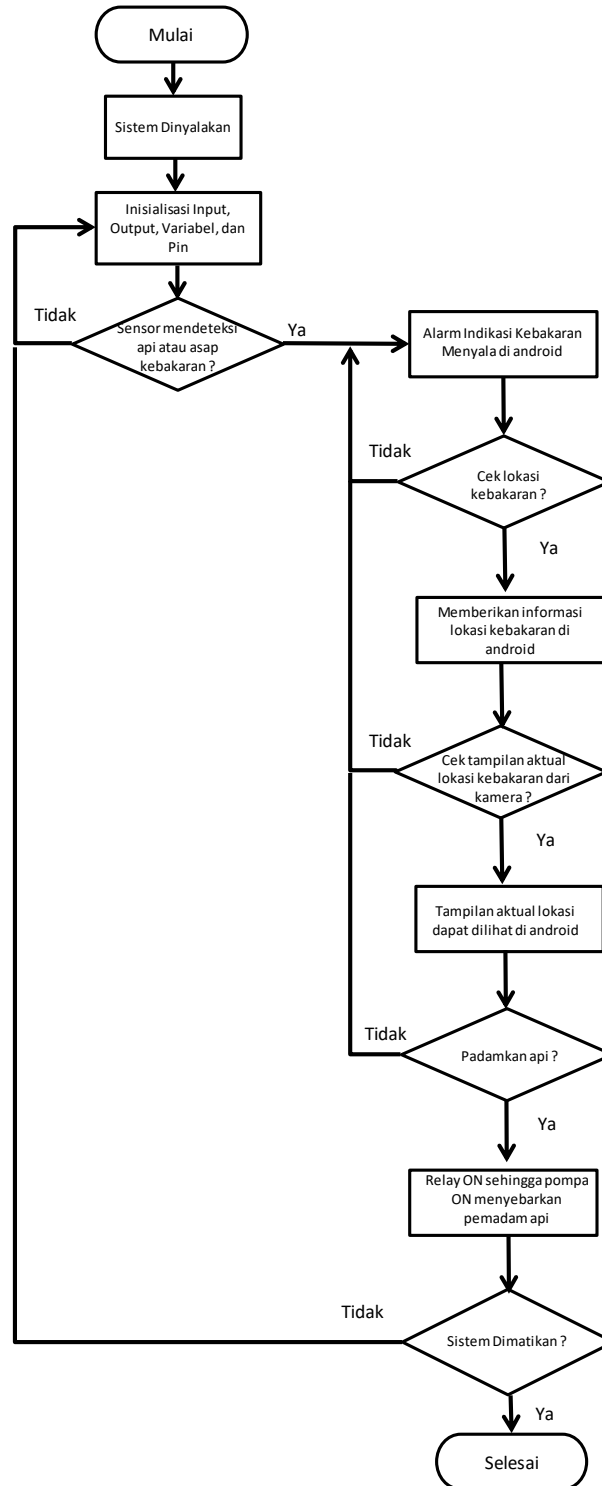 Mulai
Sistem Dinyalakan
Inisialisasi Input,
Output, Variabel, dan
Pin
Tidak
Sensor mendeteksi
api atau asap
kebakaran ?
Ya
Alarm Indikasi Kebakaran
Menyala di android
Tidak
Cek lokasi
kebakaran ?
Ya
Memberikan informasi
lokasi kebakaran di
android
Tidak
Cek tampilan aktual
lokasi kebakaran dari
kamera ?
Ya
Tampilan aktual lokasi
dapat dilihat di android
Tidak
Padamkan api ?
Ya
Relay ON sehingga pompa
ON menyebarkan
pemadam api
Tidak
Sistem Dimatikan ?
Ya
Selesai